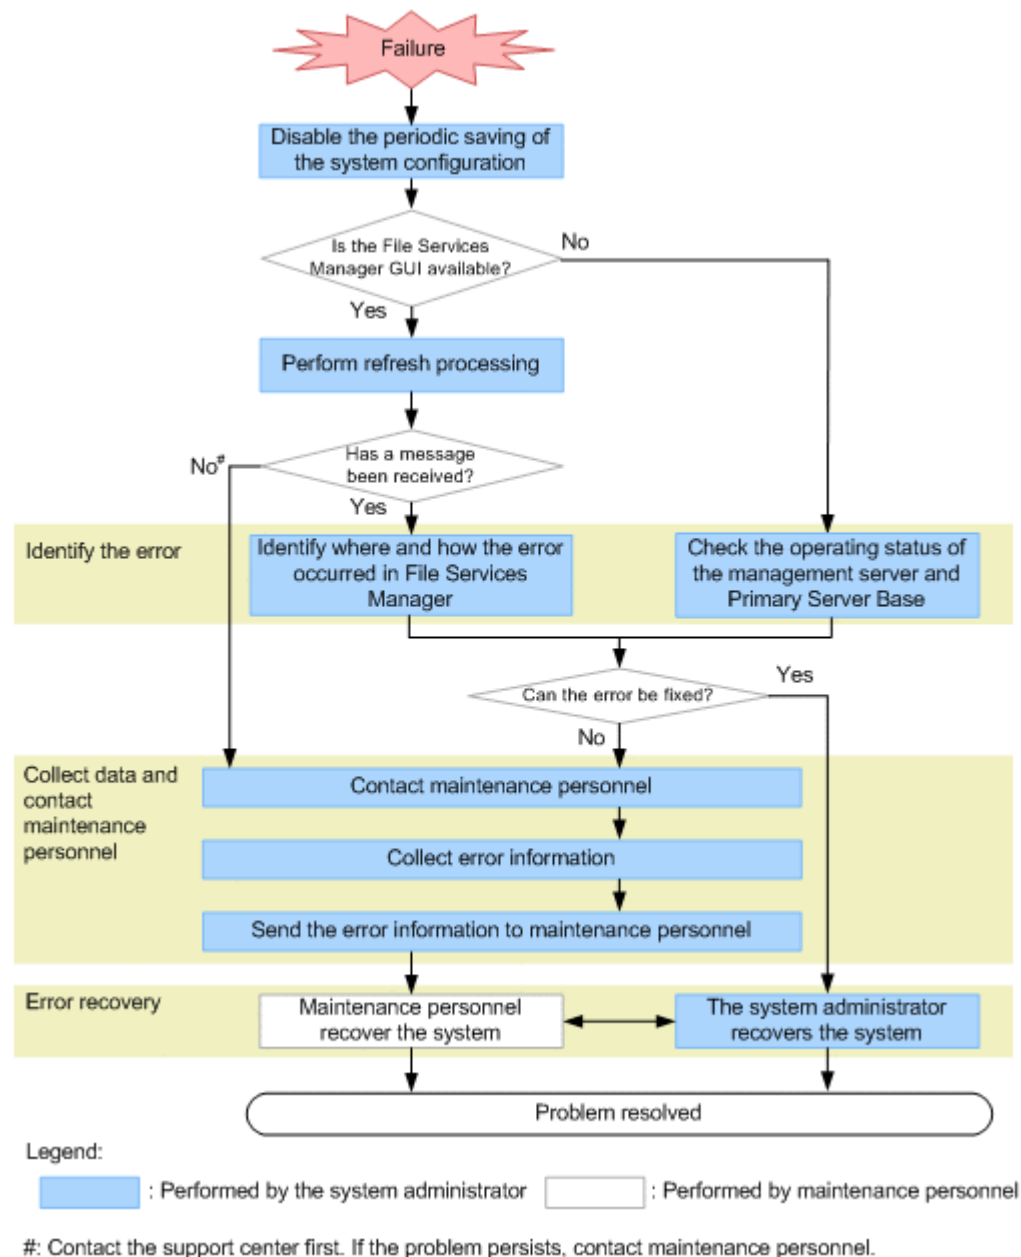 Failure
Disable the periodic saving of
the system configuration
Is the File Services
Manager GUI available?
No
Yes
Perform refresh processing
Has a message
been received?
No#
Yes
Identify the error
Identify where and how the error
occurred in File Services
Manager
Check the operating status of
the management server and
Primary Server Base
Can the error be fixed?
Yes
No
Collect data and
contact
maintenance
personnel
Contact maintenance personnel
Collect error information
Send the error information to maintenance personnel
Error recovery
Maintenance personnel
recover the system
The system administrator
recovers the system
Problem resolved
Legend:
: Performed by the system administrator
: Performed by maintenance personnel
#: Contact the support center first. If the problem persists, contact maintenance personnel.